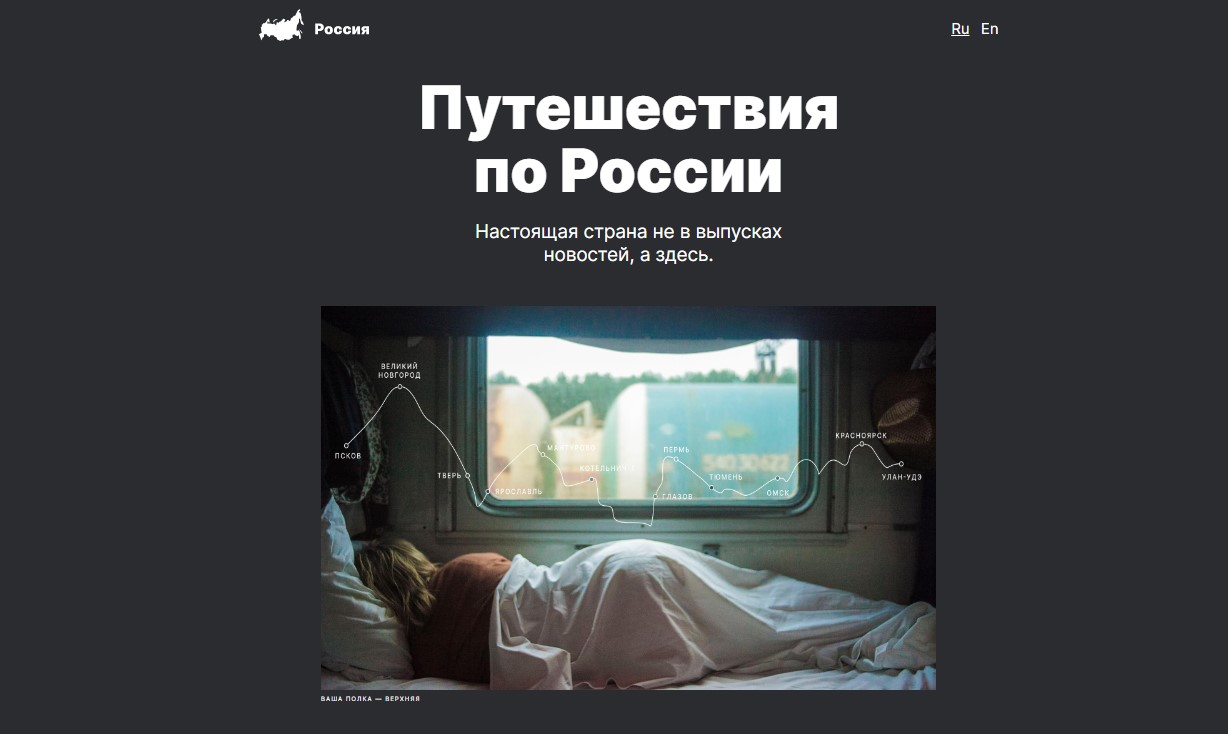 Россия
Ru En
Путешествия
по России
Настоящая страна не в выпусках
новостей, а здесь.
ВЕЛИКИЙ
НОВГОРОД
ПСКОВ
ТВЕРЬ
ЯРОСЛАВЛЬ
МАНТУРОВО
ГЛАЗОВ
ПЕРМЬ
ТЮМЕНЬ
ОМСК
КРАСНОЯРСК
УЛАН-УДЭ
ВАША ПОЛКА — ВЕРХНЯЯ